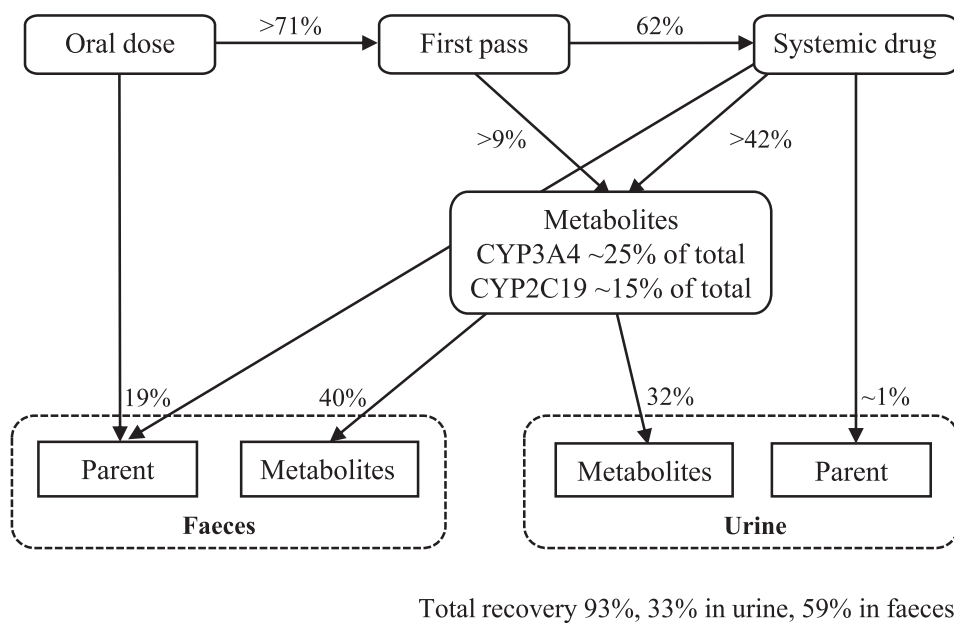 Oral dose
>71%
First pass
62%
Systemic drug
>9%
>42%
Metabolites
CYP3A4 ~25% of total
CYP2C19 ~15% of total
19%
40%
32%
~1%
Parent
Metabolites
Faeces
Metabolites
Parent
Urine
Total recovery 93%, 33% in urine, 59% in faeces